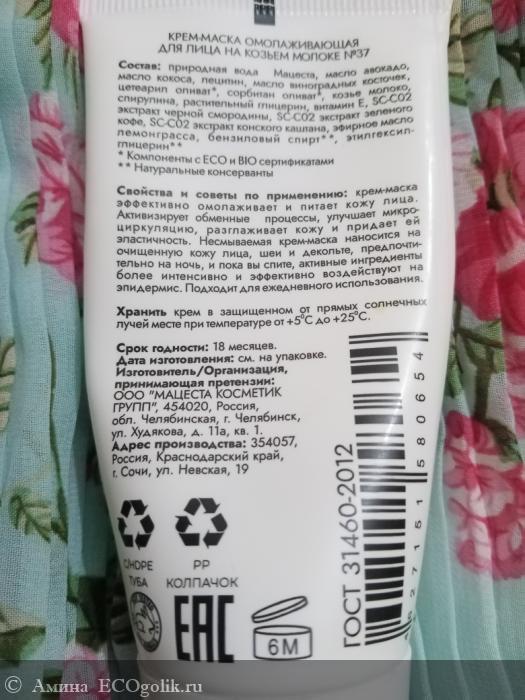 КРЕМ-МАСКА ОМОЛАЖИВАЮЩАЯ
ДЛЯ ЛИЦА НА КОЗЬЕМ МОЛОКЕ №37
Состав: природная вода Мацеста, масло авокадо,
масло кокоса, лецитин, масло виноградных косточек,
цетеарил оливат*, сорбитан оливат*, козье молоко,
спирулина, растительный глицерин, витамин Е, SC-CO2
экстракт черной смородины, SC-CO2 экстракт зеленого
кофе, SC-CO2 экстракт конского каштана, эфирное масло
лемонграсса, бензиловый спирт**, этилгексил-
глицерин**
* Компоненты с ECO и BIO сертификатами
** Натуральные консерванты
Свойства и советы по применению: крем-маска
эффективно омолаживает и питает кожу лица.
Активизирует обменные процессы, улучшает микро-
циркуляцию, разглаживает кожу и придает ей
эластичность. Несмываемая крем-маска наносится на
очищенную кожу лица, шеи и декольте, предпочти-
тельно на ночь, и пока вы спите, активные ингредиенты
более интенсивно и эффективно воздействуют на
эпидермис. Подходит для ежедневного использования.
Хранить крем в защищенном от прямых солнечных
лучей месте при температуре от +5°С до +25°С.
Срок годности: 18 месяцев.
Дата изготовления: см. на упаковке.
Изготовитель/Организация,
принимающая претензии:
ООО "МАЦЕСТА КОСМЕТИК
ГРУПП", 454020, Россия,
обл. Челябинская, г. Челябинск,
ул. Худякова, д. 11а, кв. 1.
Адрес производства: 354057,
Россия, Краснодарский край,
г. Сочи, ул. Невская, 19
C/HDPE
ТУБА
PP
КОЛПАЧОК
EAC
6M
ГОСТ 31460-2012
4627151580654
Амина ECOgolik.ru